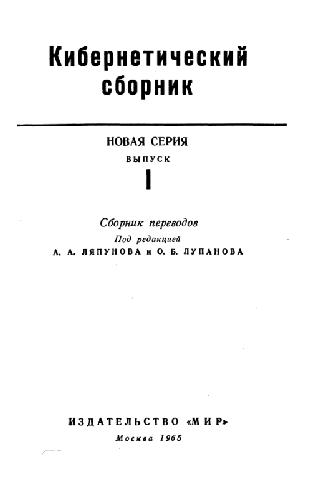 Кибернетический
сборник
НОВАЯ СЕРИЯ
ВЫПУСК
I
Сборник переводов
Под редакцией
А. А. ЛЯПУНОВА и О. Б. ЛУПАНОВА
ИЗДАТЕЛЬСТВО «МИР»
Москва 1965